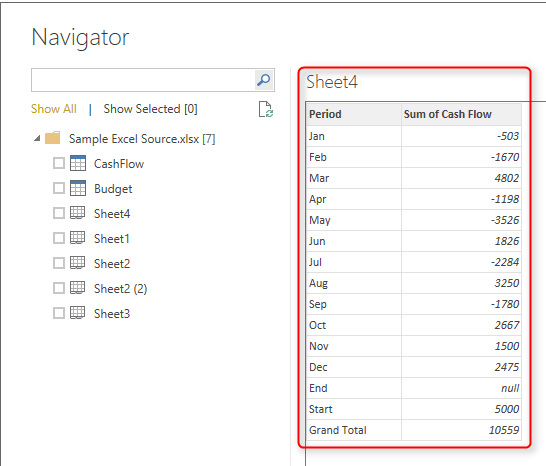 Navigator
Show All | Show Selected [0]
Sample Excel Source.xlsx [7]
CashFlow
Budget
Sheet4
Sheet1
Sheet2
Sheet2 (2)
Sheet3
Sheet4
Period Sum of Cash Flow
Jan -503
Feb -1670
Mar 4802
Apr -1198
May -3526
Jun 1826
Jul -2284
Aug 3250
Sep -1780
Oct 2667
Nov 1500
Dec 2475
End null
Start 5000
Grand Total 10559